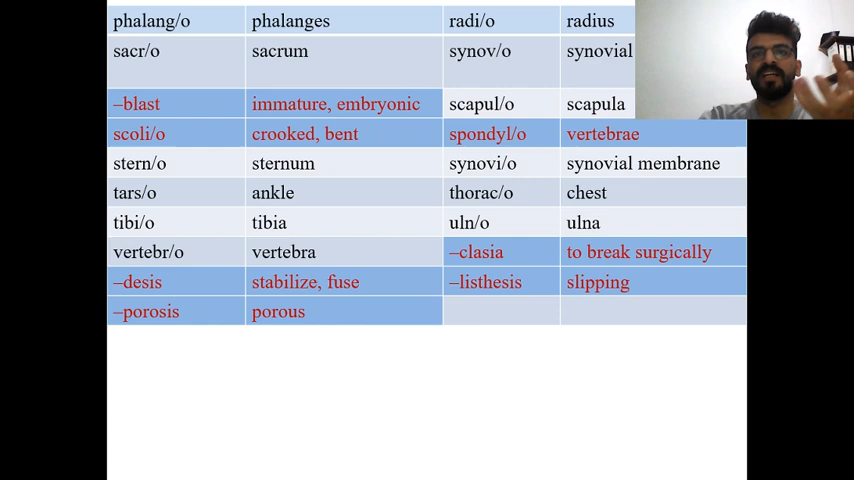 phalang/o phalanges radi/o radius
sacr/o sacrum synov/o synovial
–blast immature, embryonic scapul/o scapula
scoli/o crooked, bent spondyl/o vertebrae
stern/o sternum synovi/o synovial membrane
tars/o ankle thorac/o chest
tibi/o tibia uln/o ulna
vertebr/o vertebra –clasia to break surgically
–desis stabilize, fuse –listhesis slipping
–porosis porous